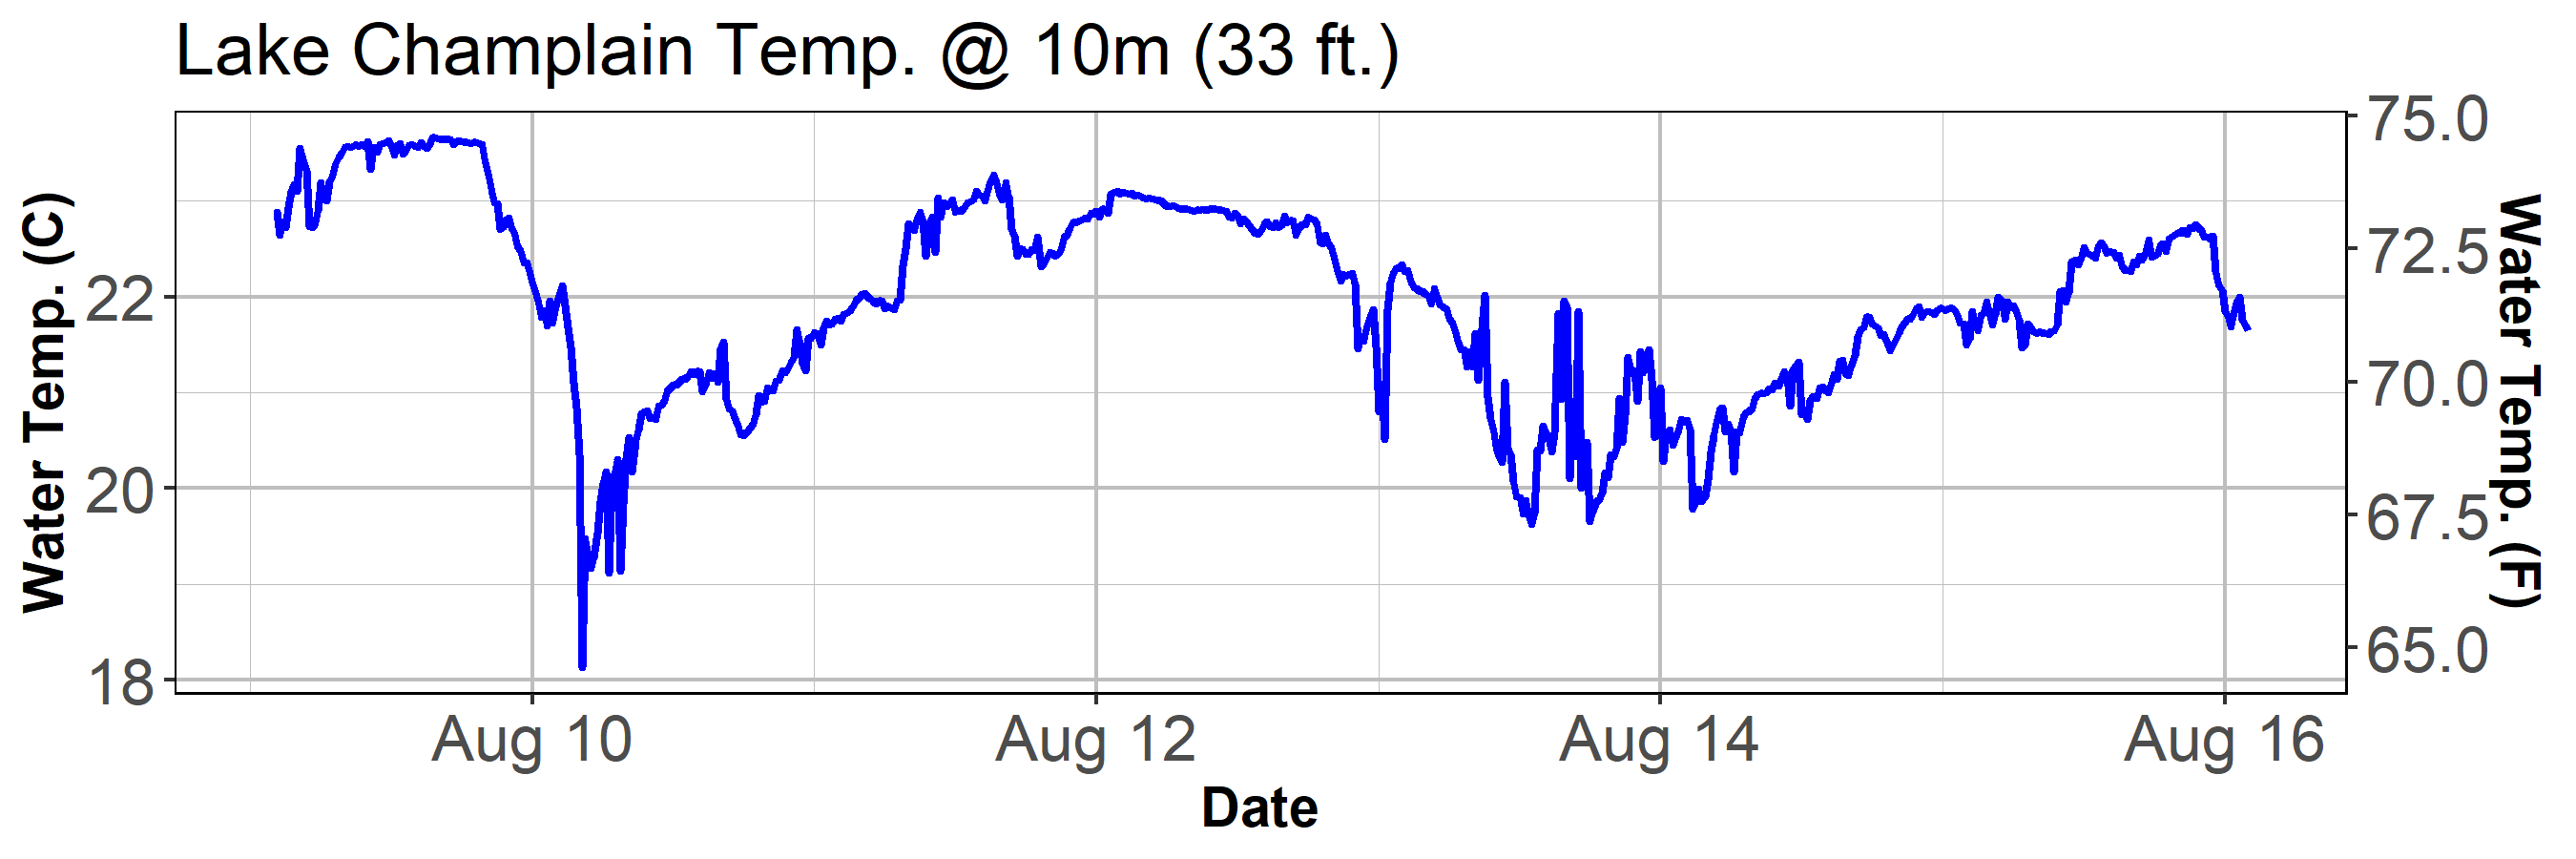 Lake Champlain Temp. @ 10m (33 ft.)
Water Temp. (C)
22
20
18
75.0
72.5
70.0
67.5
65.0
Water Temp. (F)
Aug 10 Aug 12 Aug 14 Aug 16
Date